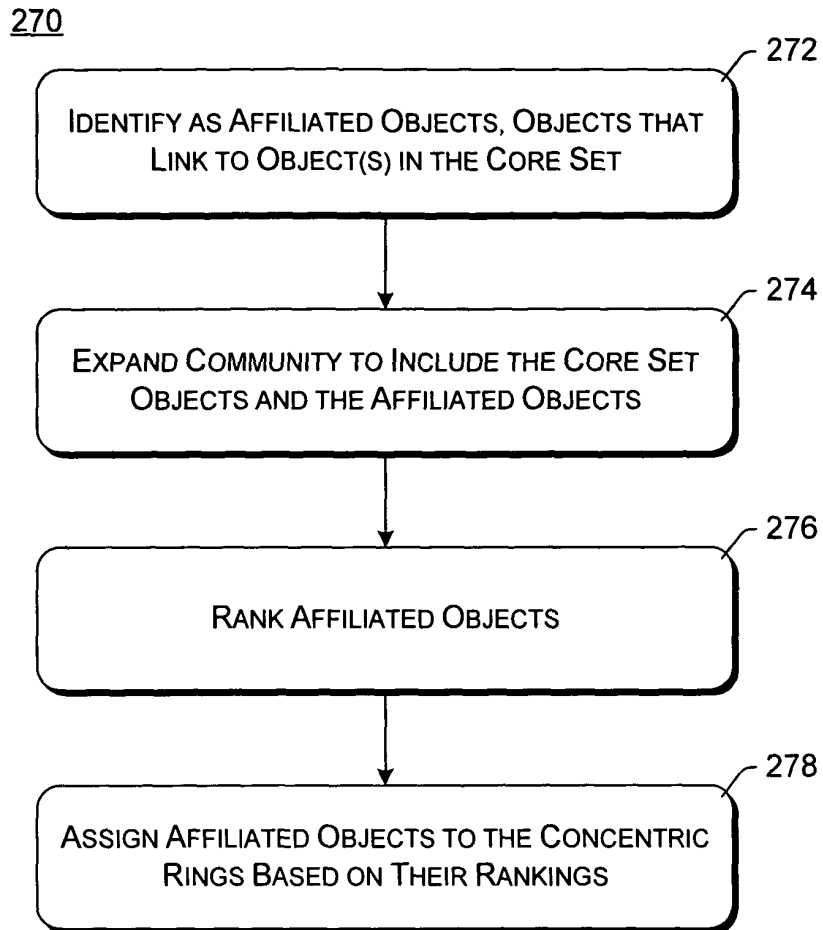 270
272
IDENTIFY AS AFFILIATED OBJECTS, OBJECTS THAT
LINK TO OBJECT(S) IN THE CORE SET
274
EXPAND COMMUNITY TO INCLUDE THE CORE SET
OBJECTS AND THE AFFILIATED OBJECTS
276
RANK AFFILIATED OBJECTS
278
ASSIGN AFFILIATED OBJECTS TO THE CONCENTRIC
RINGS BASED ON THEIR RANKINGS